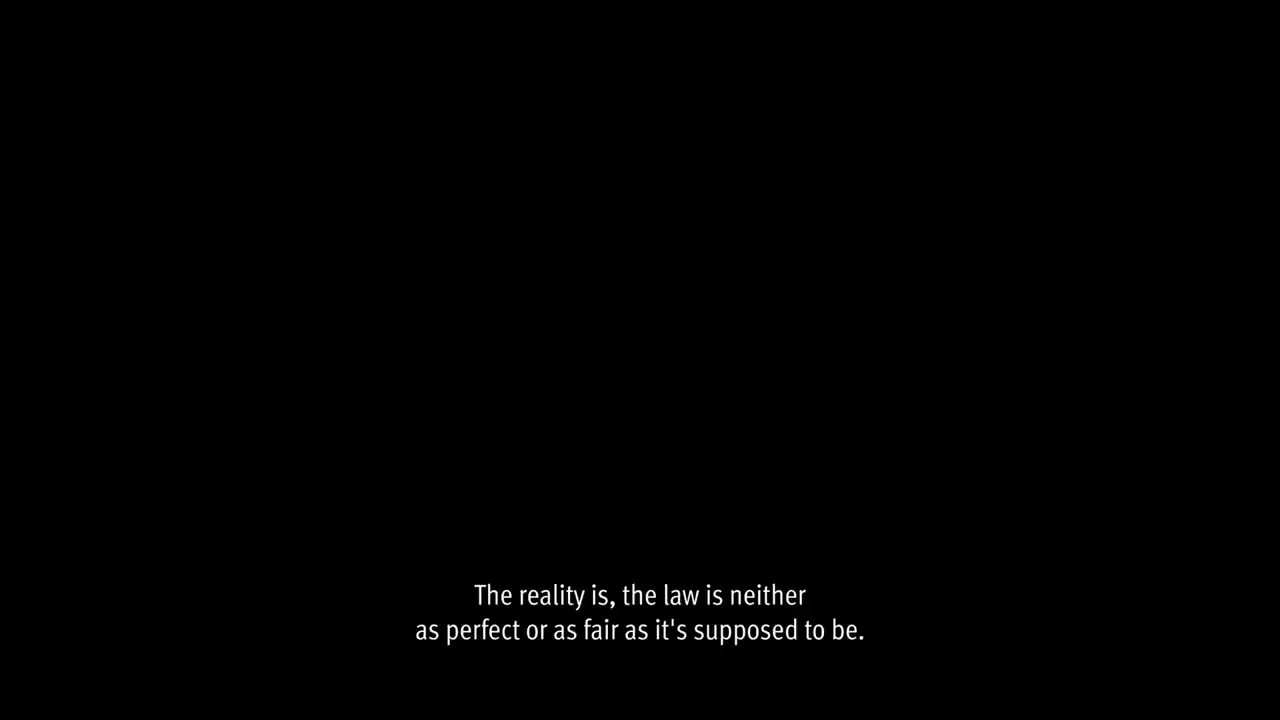 The reality is, the law is neither
as perfect or as fair as it's supposed to be.